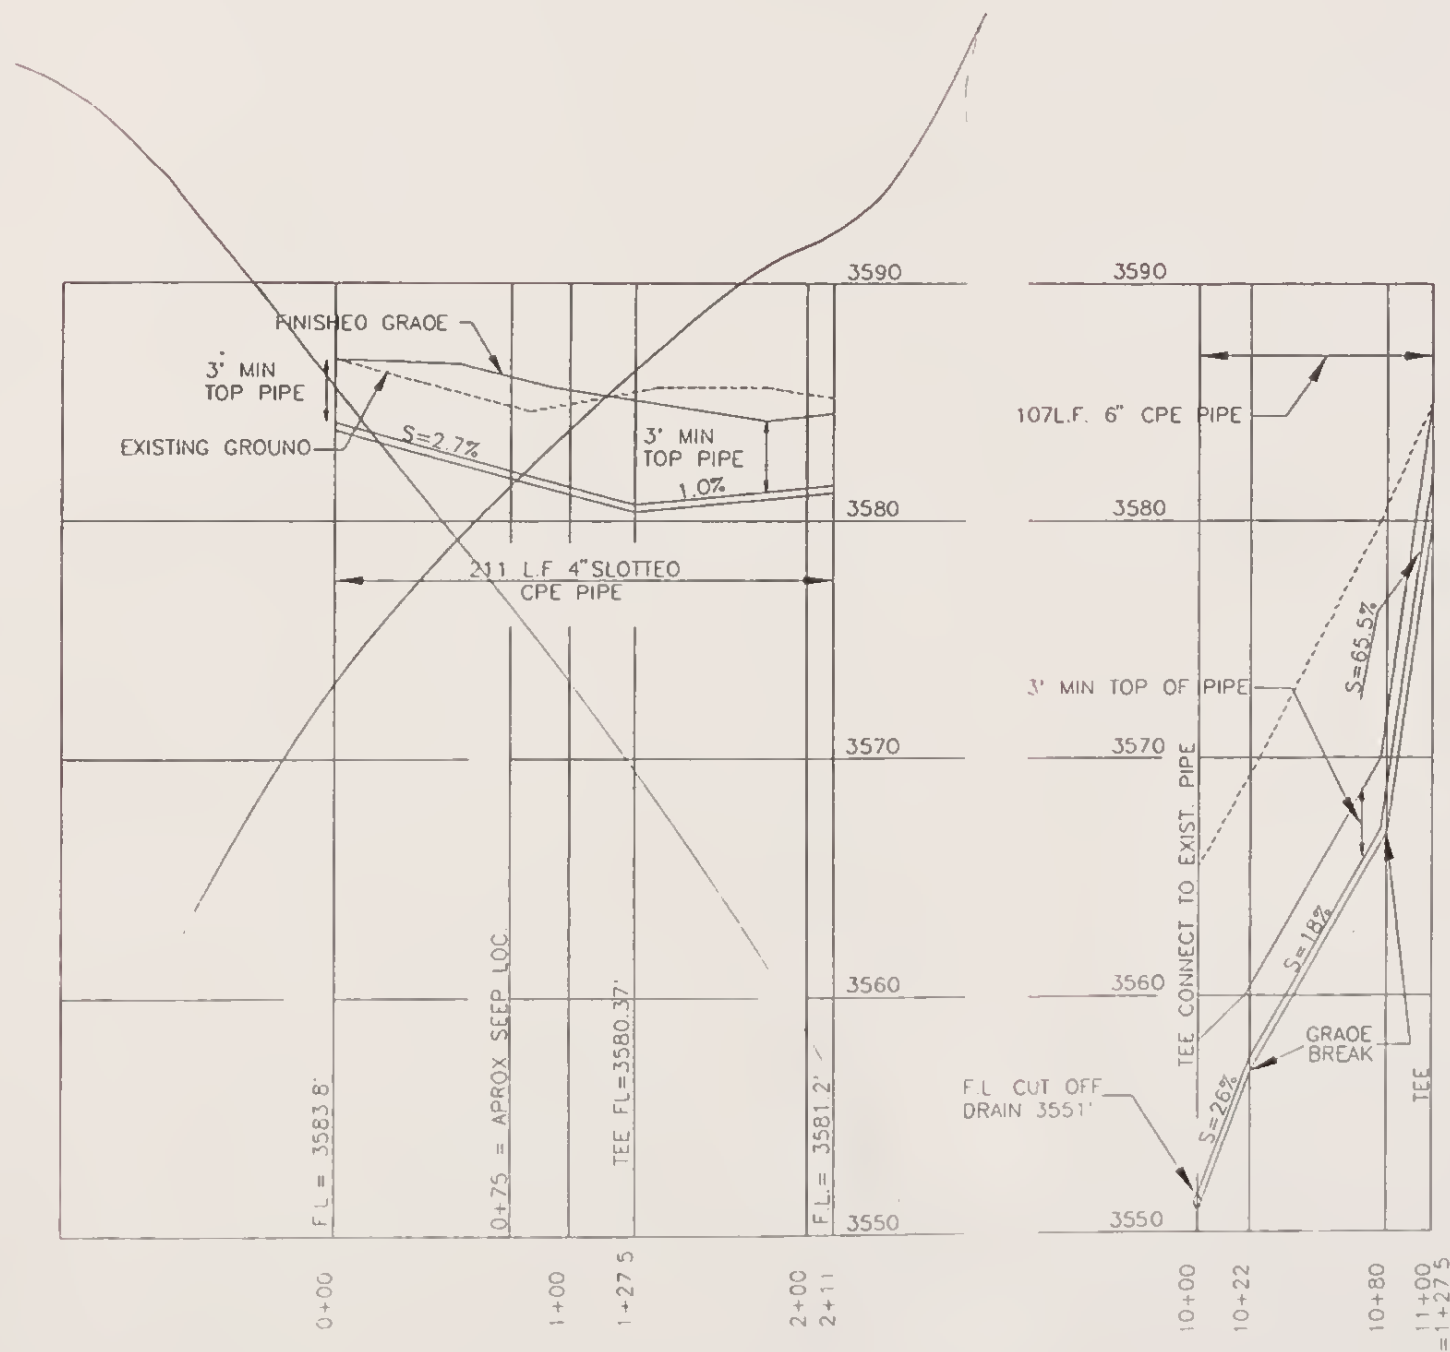 3590
FINISHEO GRAOE
3' MIN
TOP PIPE
EXISTING GROUNO
S=2.7%
3' MIN
TOP PIPE
1.0%
3580
211 L.F. 4" SLOTTEO
CPE PIPE
3570
3560
3550
F.L. = 3583.8'
0+75 = APROX SEEP LOC.
TEE FL=3580.37'
F.L.= 3581.2'
0+00
1+00
1+27.5
2+00
2+11
3590
107L.F. 6" CPE PIPE
3580
S=65.5%
3' MIN TOP OF PIPE
3570
TEE CONNECT TO EXIST. PIPE
S=18%
3560
GRAOE
BREAK
F.L. CUT OFF
DRAIN 3551'
S=26%
TEE
3550
10+00
10+22
10+80
11+00
=1+27.5